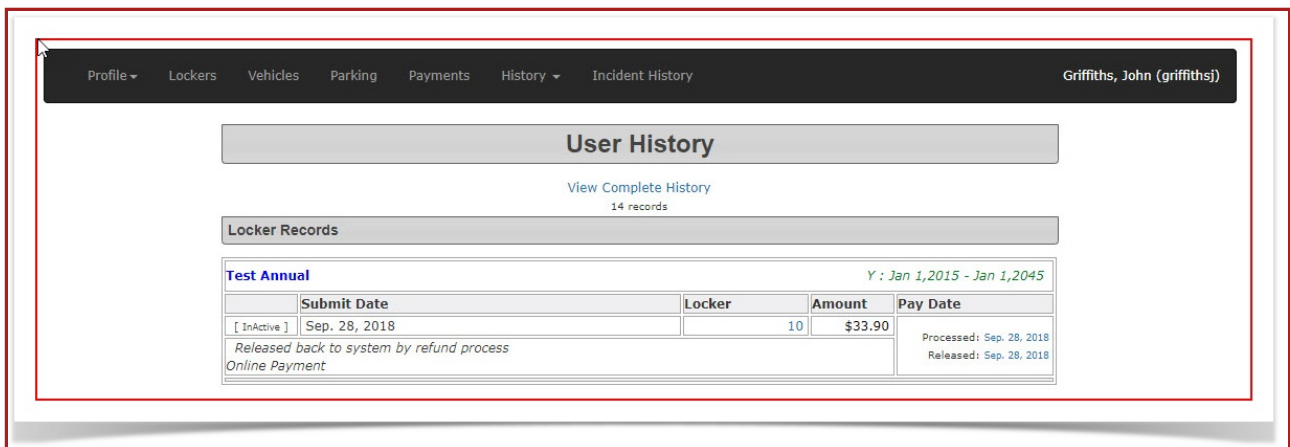 Profile Lockers Vehicles Parking Payments History Incident History Griffiths, John (griffithsj)
User History
View Complete History
14 records
Locker Records
Test Annual Y : Jan 1,2015 - Jan 1,2045
Submit Date Locker Amount Pay Date
[ InActive ] Sep. 28, 2018 10 $33.90
Processed: Sep. 28, 2018
Released: Sep. 28, 2018
Released back to system by refund process
Online Payment